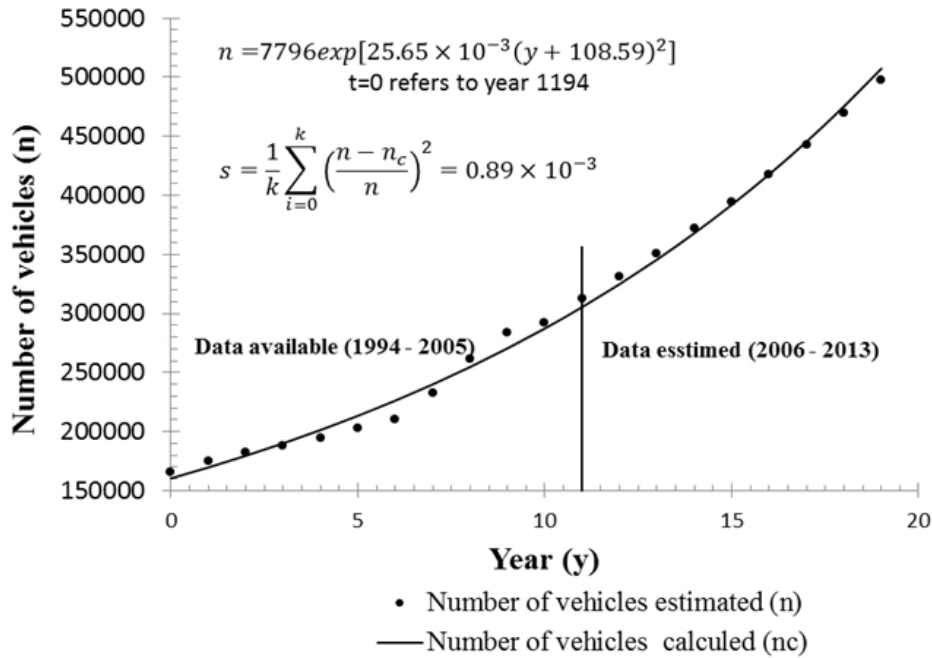 550000
500000
450000
400000
350000
300000
250000
200000
150000
Number of vehicles (n)
n =7796exp[25.65 × 10⁻³(y + 108.59)²]
t=0 refers to year 1194
s = 1/k ∑_{i=0}^{k} ((n − n_c)/n)² = 0.89 × 10⁻³
Data available (1994 - 2005)
Data esstimed (2006 - 2013)
0 5 10 15 20
Year (y)
Number of vehicles estimated (n)
Number of vehicles calculed (nc)